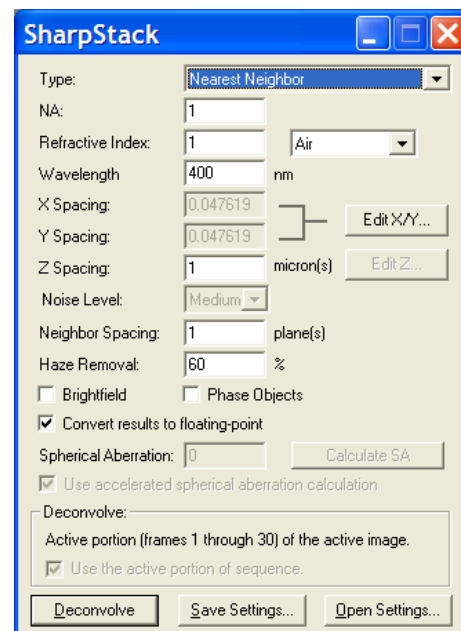 SharpStack
Type: Nearest Neighbor
NA: 1
Refractive Index: 1 Air
Wavelength 400 nm
X Spacing: 0.047619
Edit X/Y...
Y Spacing: 0.047619
Z Spacing: 1 micron(s) Edit Z...
Noise Level: Medium
Neighbor Spacing: 1 plane(s)
Haze Removal: 60 %
Brightfield Phase Objects
Convert results to floating-point
Spherical Aberration: 0 Calculate SA
Use accelerated spherical aberration calculation
Deconvolve:
Active portion (frames 1 through 30) of the active image.
Use the active portion of sequence.
Deconvolve Save Settings... Open Settings...